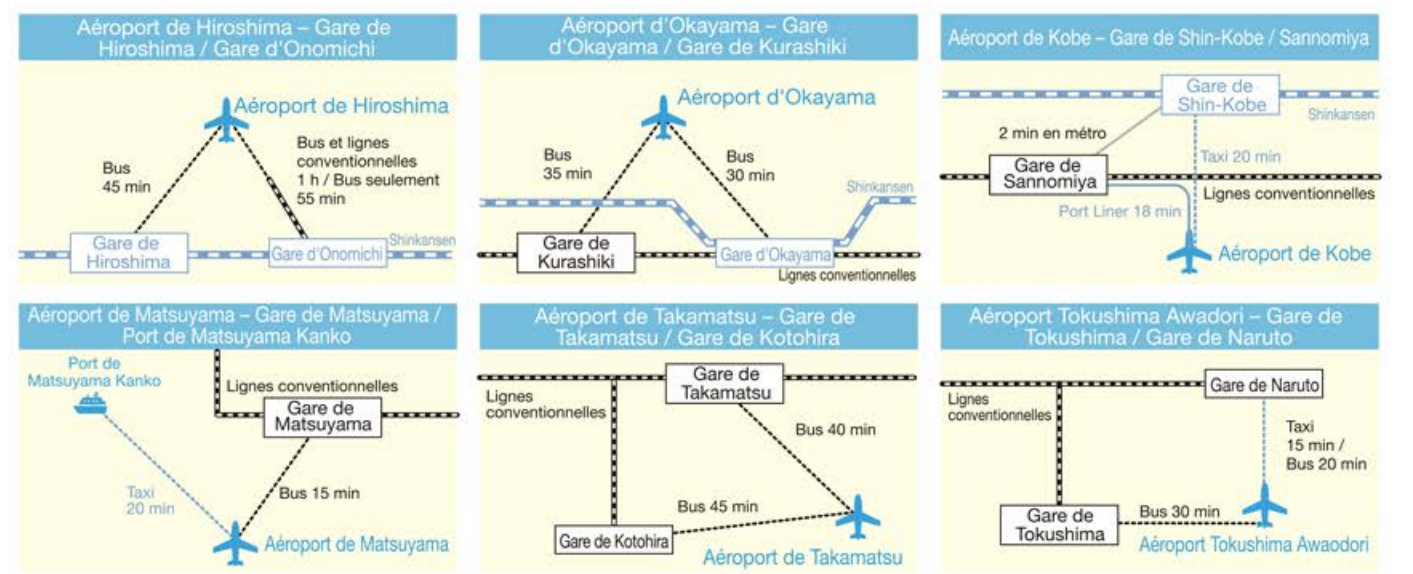 Aéroport de Hiroshima – Gare de
Hiroshima / Gare d'Onomichi
Aéroport de Hiroshima
Bus
45 min
Bus et lignes
conventionnelles
1 h / Bus seulement
55 min
Gare de
Hiroshima
Gare d'Onomichi
Shinkansen
Aéroport d'Okayama – Gare
d'Okayama / Gare de Kurashiki
Aéroport d'Okayama
Bus
35 min
Bus
30 min
Shinkansen
Gare de
Kurashiki
Gare d'Okayama
Lignes conventionnelles
Aéroport de Kobe – Gare de Shin-Kobe / Sannomiya
Gare de
Shin-Kobe
Shinkansen
2 min en métro
Taxi 20 min
Gare de
Sannomiya
Lignes conventionnelles
Port Liner 18 min
Aéroport de Kobe
Aéroport de Matsuyama – Gare de Matsuyama /
Port de Matsuyama Kanko
Port de
Matsuyama Kanko
Lignes conventionnelles
Gare de
Matsuyama
Taxi
20 min
Bus 15 min
Aéroport de Matsuyama
Aéroport de Takamatsu – Gare de
Takamatsu / Gare de Kotohira
Gare de
Takamatsu
Lignes
conventionnelles
Bus 40 min
Bus 45 min
Gare de Kotohira
Aéroport de Takamatsu
Aéroport Tokushima Awadori – Gare de
Tokushima / Gare de Naruto
Gare de Naruto
Lignes
conventionnelles
Taxi
15 min /
Bus 20 min
Gare de
Tokushima
Bus 30 min
Aéroport Tokushima Awaodori